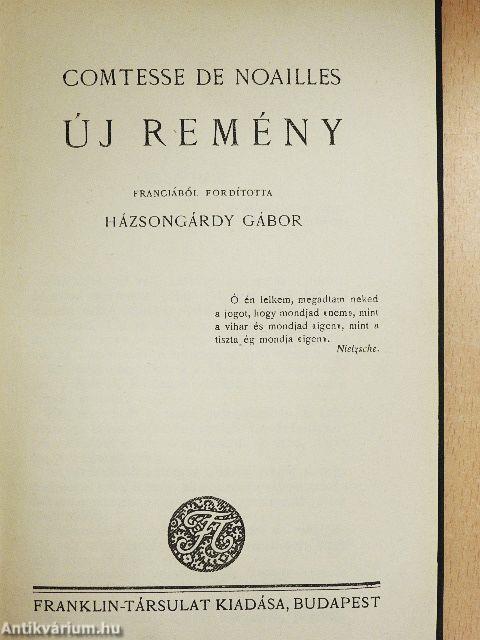 COMTESSE DE NOAILLES
ÚJ REMÉNY
FRANCIÁBÓL FORDÍTOTTA
HÁZSONGÁRDY GÁBOR
Ó én lelkem, megadtam neked
a jogot, hogy mondjad «nem», mint
a vihar és mondjad «igen», mint a
tiszta ég mondja «igen».
Nietzsche.
FT
FRANKLIN-TÁRSULAT KIADÁSA, BUDAPEST
Antikvárium.hu